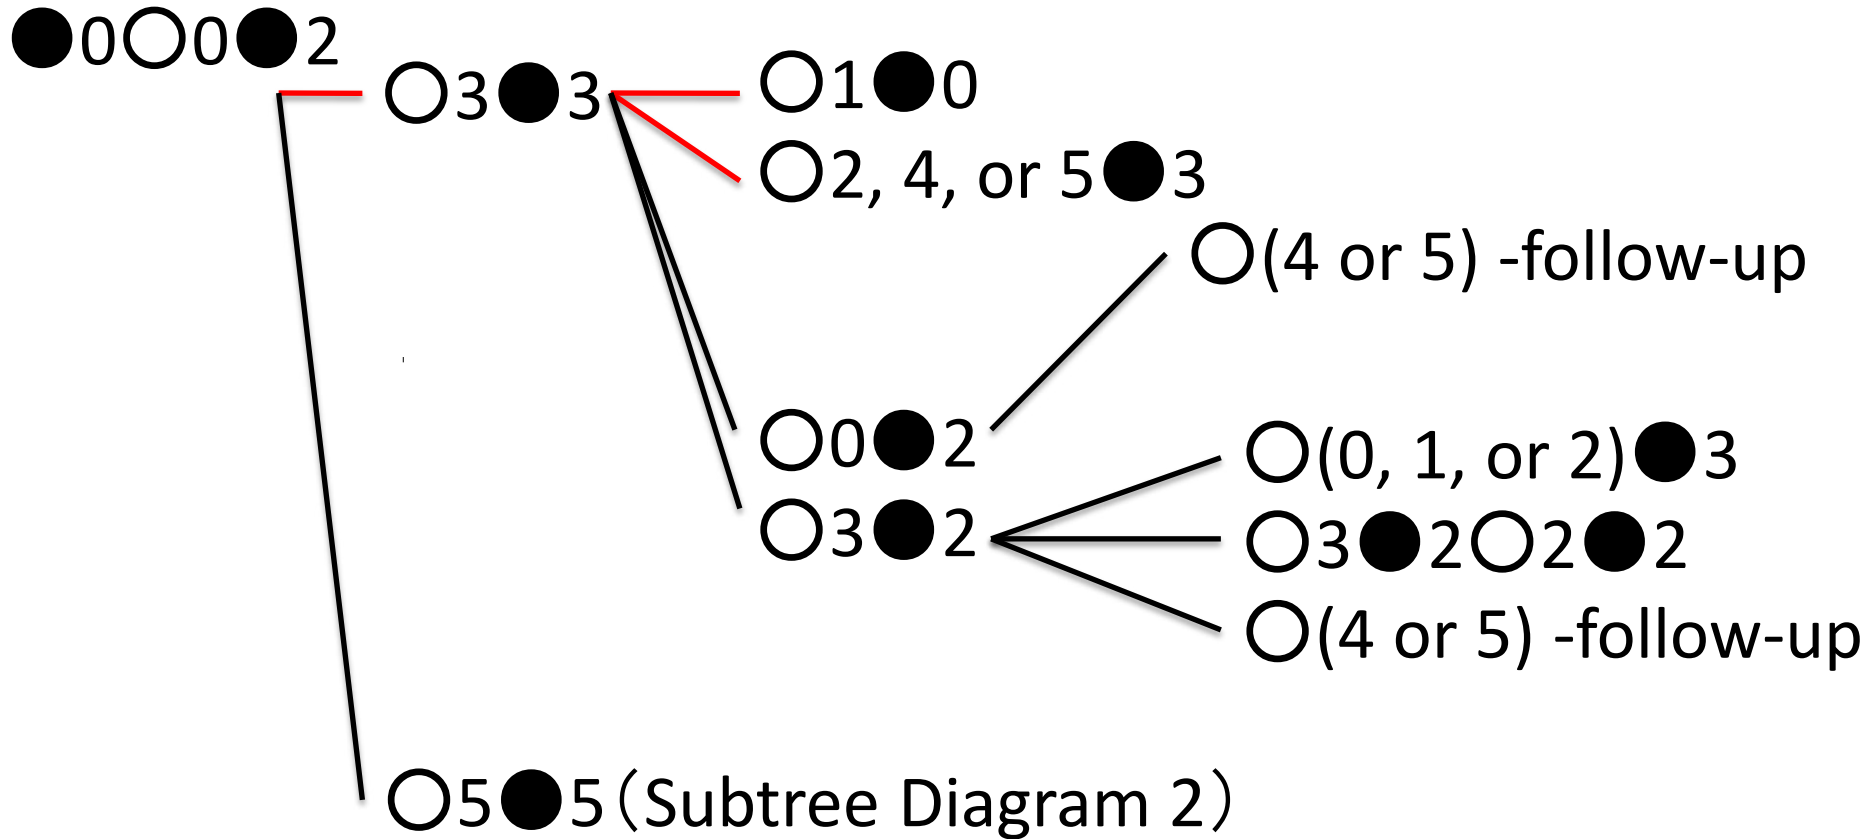 ●0○0●2
○3●3
○1●0
○2, 4, or 5●3
○(4 or 5) -follow-up
○0●2
○(0, 1, or 2)●3
○3●2
○3●2○2●2
○(4 or 5) -follow-up
○5●5(Subtree Diagram 2)